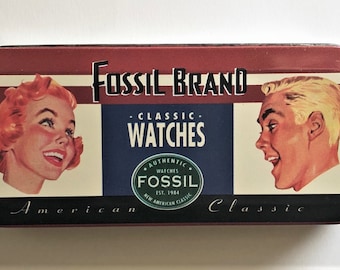 FOSSIL BRAND
- CLASSIC -
WATCHES
AUTHENTIC
WATCHES
FOSSIL
EST. 1984
NEW AMERICAN CLASSIC
American Classic